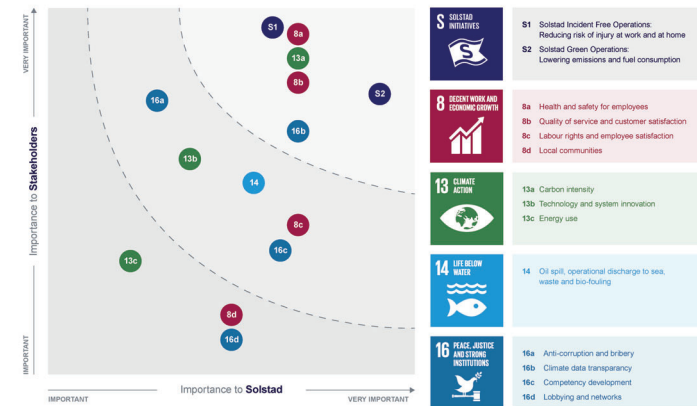 VERY IMPORTANT
Importance to Stakeholders
IMPORTANT
S1
8a
13a
8b
S2
16a
16b
13b
14
8c
16c
13c
8d
16d
IMPORTANT
Importance to Solstad
VERY IMPORTANT
S SOLSTAD
INITIATIVES
S
S1 Solstad Incident Free Operations:
Reducing risk of injury at work and at home
S2 Solstad Green Operations:
Lowering emissions and fuel consumption
8 DECENT WORK AND
ECONOMIC GROWTH
8a Health and safety for employees
8b Quality of service and customer satisfaction
8c Labour rights and employee satisfaction
8d Local communities
13 CLIMATE
ACTION
13a Carbon intensity
13b Technology and system innovation
13c Energy use
14 LIFE BELOW
WATER
14 Oil spill, operational discharge to sea,
waste and bio-fouling
16 PEACE, JUSTICE
AND STRONG
INSTITUTIONS
16a Anti-corruption and bribery
16b Climate data transparancy
16c Competency development
16d Lobbying and networks